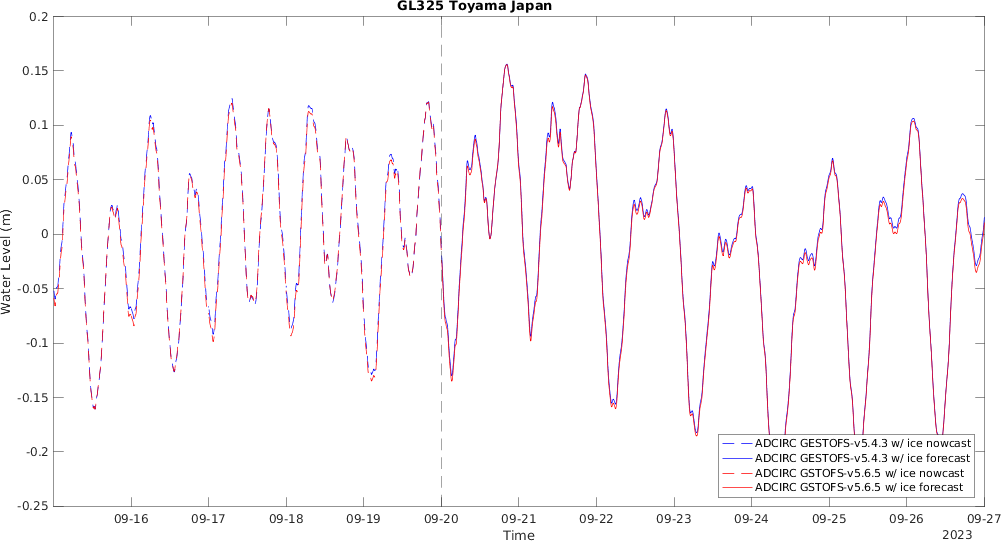 GL325 Toyama Japan
0.2
0.15
0.1
0.05
0
-0.05
-0.1
-0.15
-0.2
-0.25
Water Level (m)
ADCIRC GESTOFS-v5.4.3 w/ ice nowcast
ADCIRC GESTOFS-v5.4.3 w/ ice forecast
ADCIRC GSTOFS-v5.6.5 w/ ice nowcast
ADCIRC GSTOFS-v5.6.5 w/ ice forecast
09-16 09-17 09-18 09-19 09-20 09-21 09-22 09-23 09-24 09-25 09-26 09-27
Time
2023